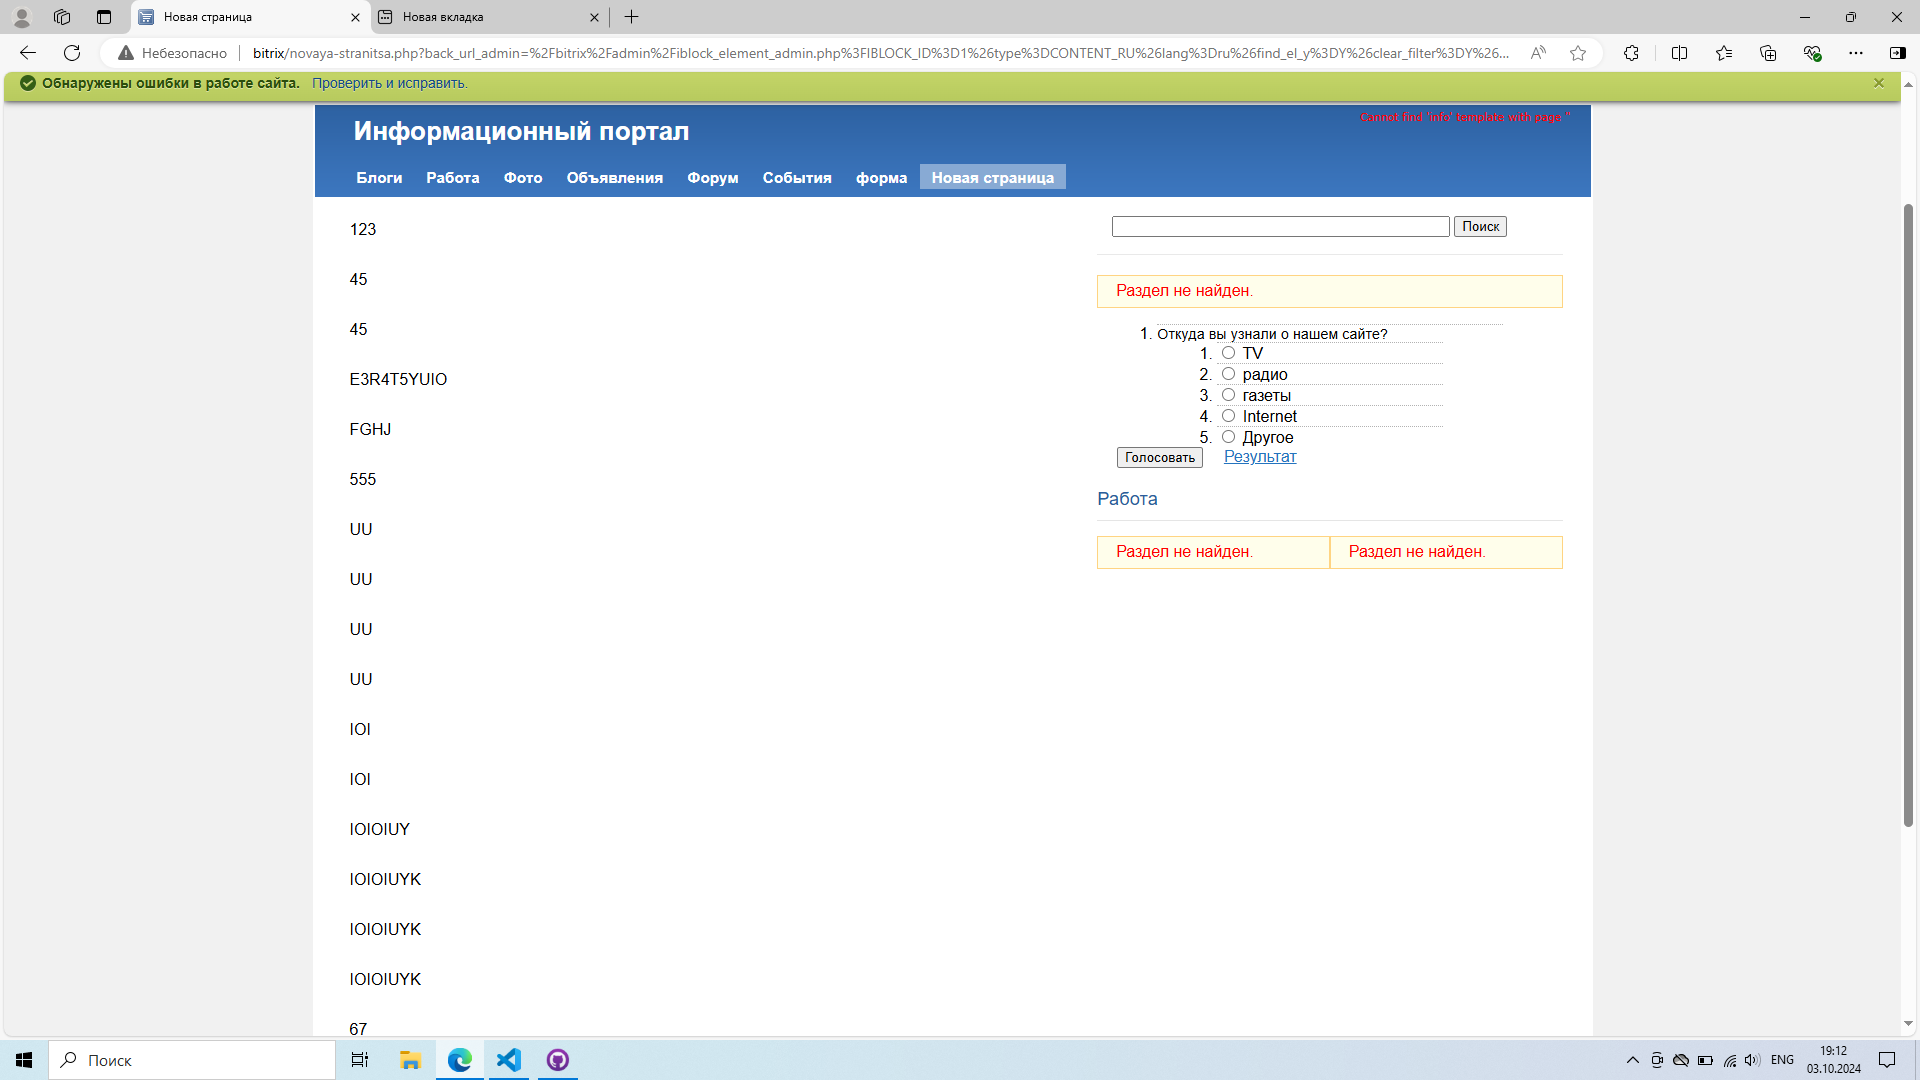 Новая страница
Новая вкладка
Небезопасно
bitrix/novaya-stranitsa.php?back_url_admin=%2Fbitrix%2Fadmin%2Fiblock_element_admin.php%3FIBLOCK_ID%3D1%26type%3DCONTENT_RU%26lang%3Dru%26find_el_y%3DY%26clear_filter%3DY%26...
Обнаружены ошибки в работе сайта. Проверить и исправить.
Информационный портал
Cannot find 'info' template with page ''
Блоги Работа Фото Объявления Форум События форма Новая страница
123
45
45
E3R4T5YUIO
FGHJ
555
UU
UU
UU
UU
IOI
IOI
IOIOIUY
IOIOIUYK
IOIOIUYK
IOIOIUYK
67
Поиск
Раздел не найден.
1. Откуда вы узнали о нашем сайте?
1. TV
2. радио
3. газеты
4. Internet
5. Другое
Голосовать Результат
Работа
Раздел не найден. Раздел не найден.
Поиск
ENG
19:12
03.10.2024